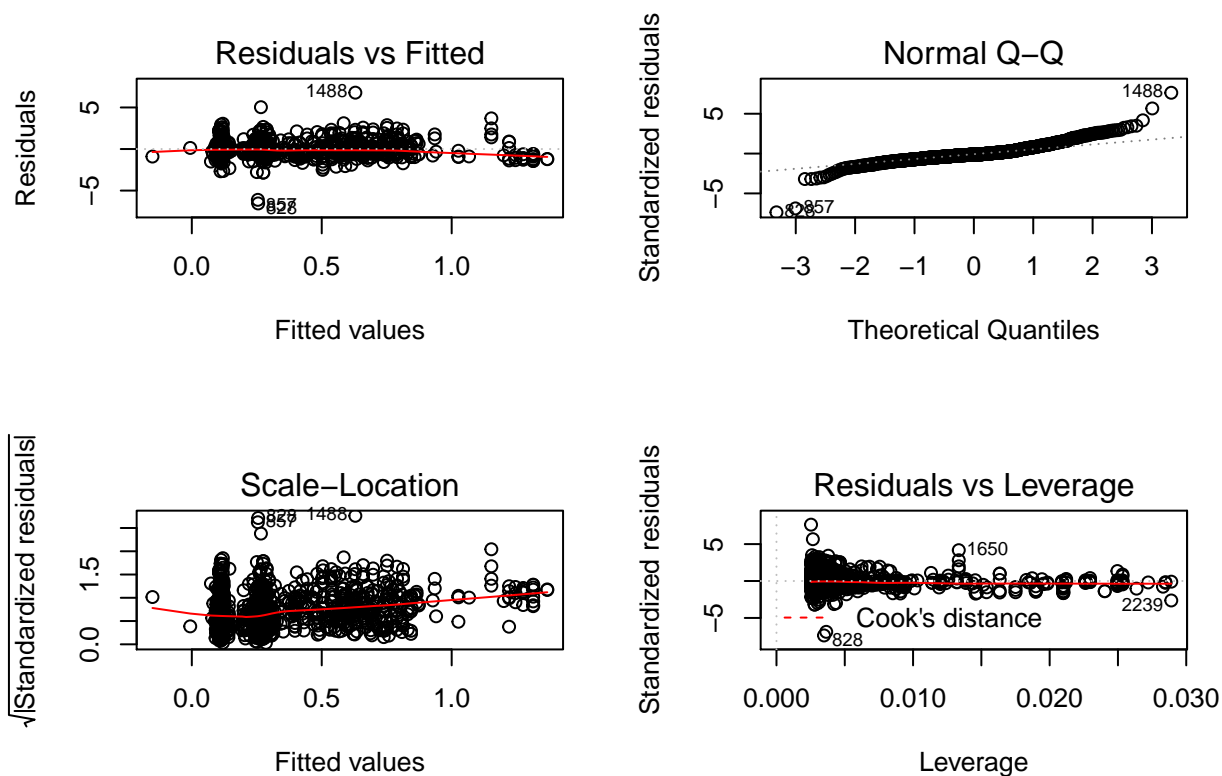 Residuals vs Fitted
Residuals
5
−5
1488
857
828
0.0 0.5 1.0
Fitted values
Normal Q−Q
Standardized residuals
5
−5
1488
857
828
−3 −2 −1 0 1 2 3
Theoretical Quantiles
Scale−Location
√|Standardized residuals|
1.5
0.0
828
857
1488
0.0 0.5 1.0
Fitted values
Residuals vs Leverage
Standardized residuals
5
−5
1650
2239
Cook's distance
828
0.000 0.010 0.020 0.030
Leverage